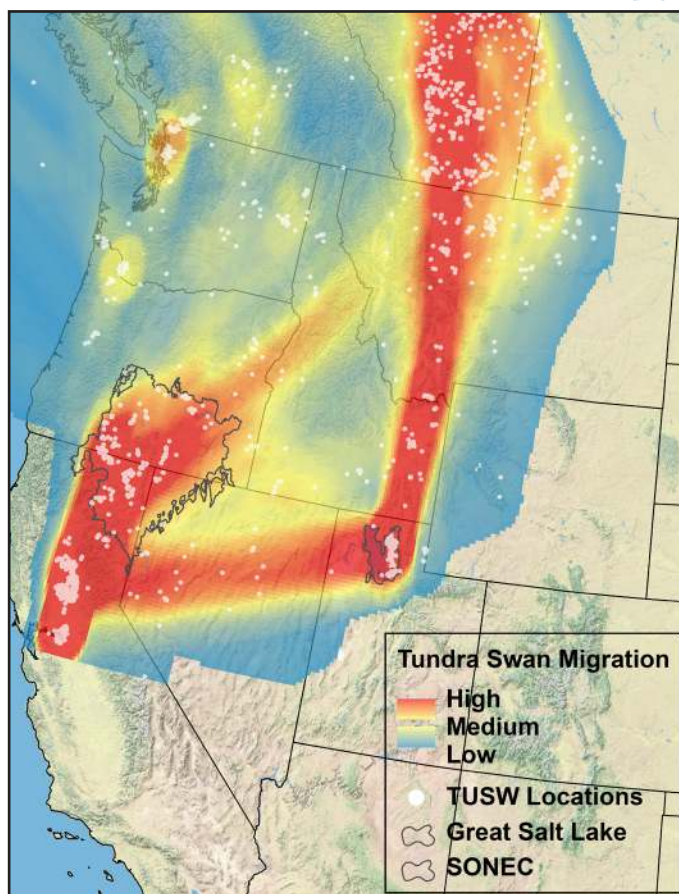 Tundra Swan Migration
High
Medium
Low
TUSW Locations
Great Salt Lake
SONEC